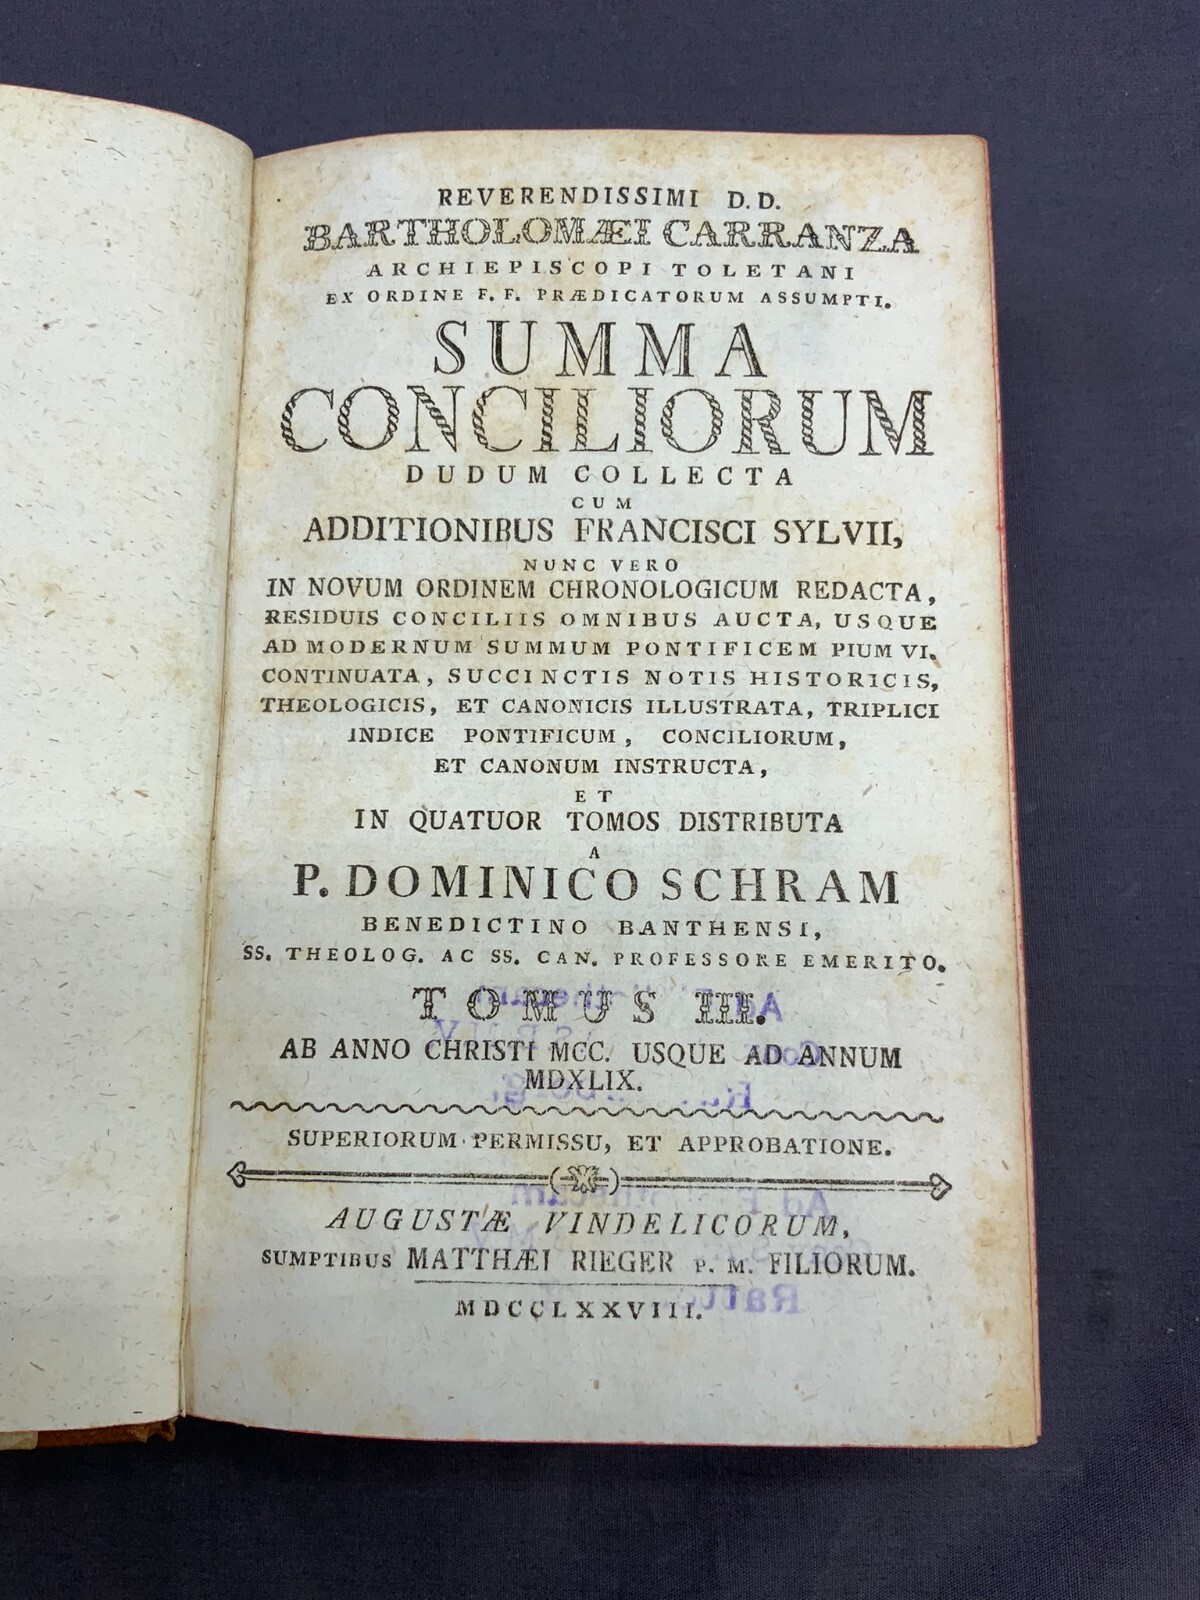 REVERENDISSIMI D.D.
BARTHOLOMÆI CARRANZA
ARCHIEPISCOPI TOLETANI
EX ORDINE F. F. PRÆDICATORUM ASSUMPTI.
SUMMA
CONCILIORUM
DUDUM COLLECTA
CUM
ADDITIONIBUS FRANCISCI SYLVII,
NUNC VERO
IN NOVUM ORDINEM CHRONOLOGICUM REDACTA,
RESIDUIS CONCILIIS OMNIBUS AUCTA, USQUE
AD MODERNUM SUMMUM PONTIFICEM PIUM VI.
CONTINUATA, SUCCINCTIS NOTIS HISTORICIS,
THEOLOGICIS, ET CANONICIS ILLUSTRATA, TRIPLICI
INDICE PONTIFICUM, CONCILIORUM,
ET CANONUM INSTRUCTA,
ET
IN QUATUOR TOMOS DISTRIBUTA
A
P. DOMINICO SCHRAM
BENEDICTINO BANTHENSI,
SS. THEOLOG. AC SS. CAN. PROFESSORE EMERITO.
TOMUS III.
AB ANNO CHRISTI MCC. USQUE AD ANNUM
MDXLIX.
SUPERIORUM PERMISSU, ET APPROBATIONE.
AUGUSTÆ VINDELICORUM,
SUMPTIBUS MATTHÆI RIEGER P. M. FILIORUM.
MDCCLXXVIII.